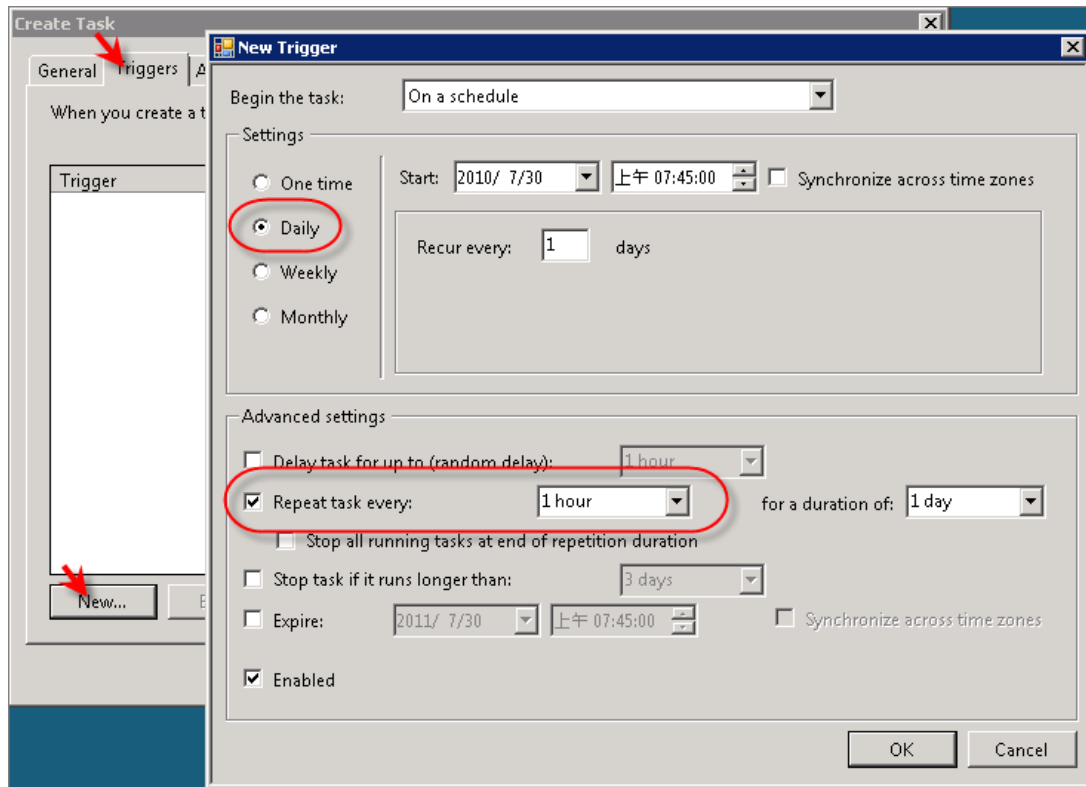 Create Task
New Trigger
General Triggers A
When you create a t
Trigger
New...
Begin the task: On a schedule
Settings
One time
Daily
Weekly
Monthly
Start: 2010/ 7/30 上午 07:45:00 Synchronize across time zones
Recur every: 1 days
Advanced settings
Delay task for up to (random delay): 1 hour
Repeat task every: 1 hour for a duration of: 1 day
Stop all running tasks at end of repetition duration
Stop task if it runs longer than: 3 days
Expire: 2011/ 7/30 上午 07:45:00 Synchronize across time zones
Enabled
OK Cancel